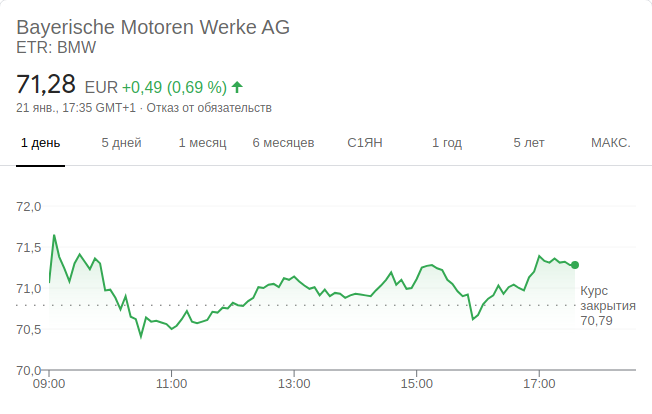 Bayerische Motoren Werke AG
ETR: BMW
71,28 EUR +0,49 (0,69 %)
21 янв., 17:35 GMT+1 · Отказ от обязательств
1 день 5 дней 1 месяц 6 месяцев С1ЯН 1 год 5 лет МАКС.
72,0
71,5
71,0
70,5
70,0
Курс
закрытия
70,79
09:00 11:00 13:00 15:00 17:00